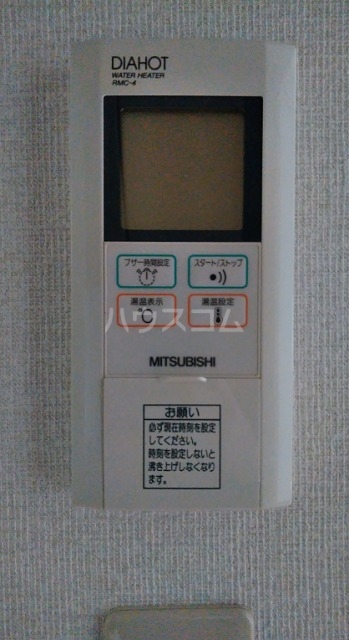 DIAHOT
WATER HEATER
RMC-4
ブザー時間設定
スタート/ストップ
湯温表示
湯温設定
℃
ハウスコム
MITSUBISHI
お願い
必ず現在時刻を設定
してください。
時刻を設定しないと
沸き上げしなくなり
ます。